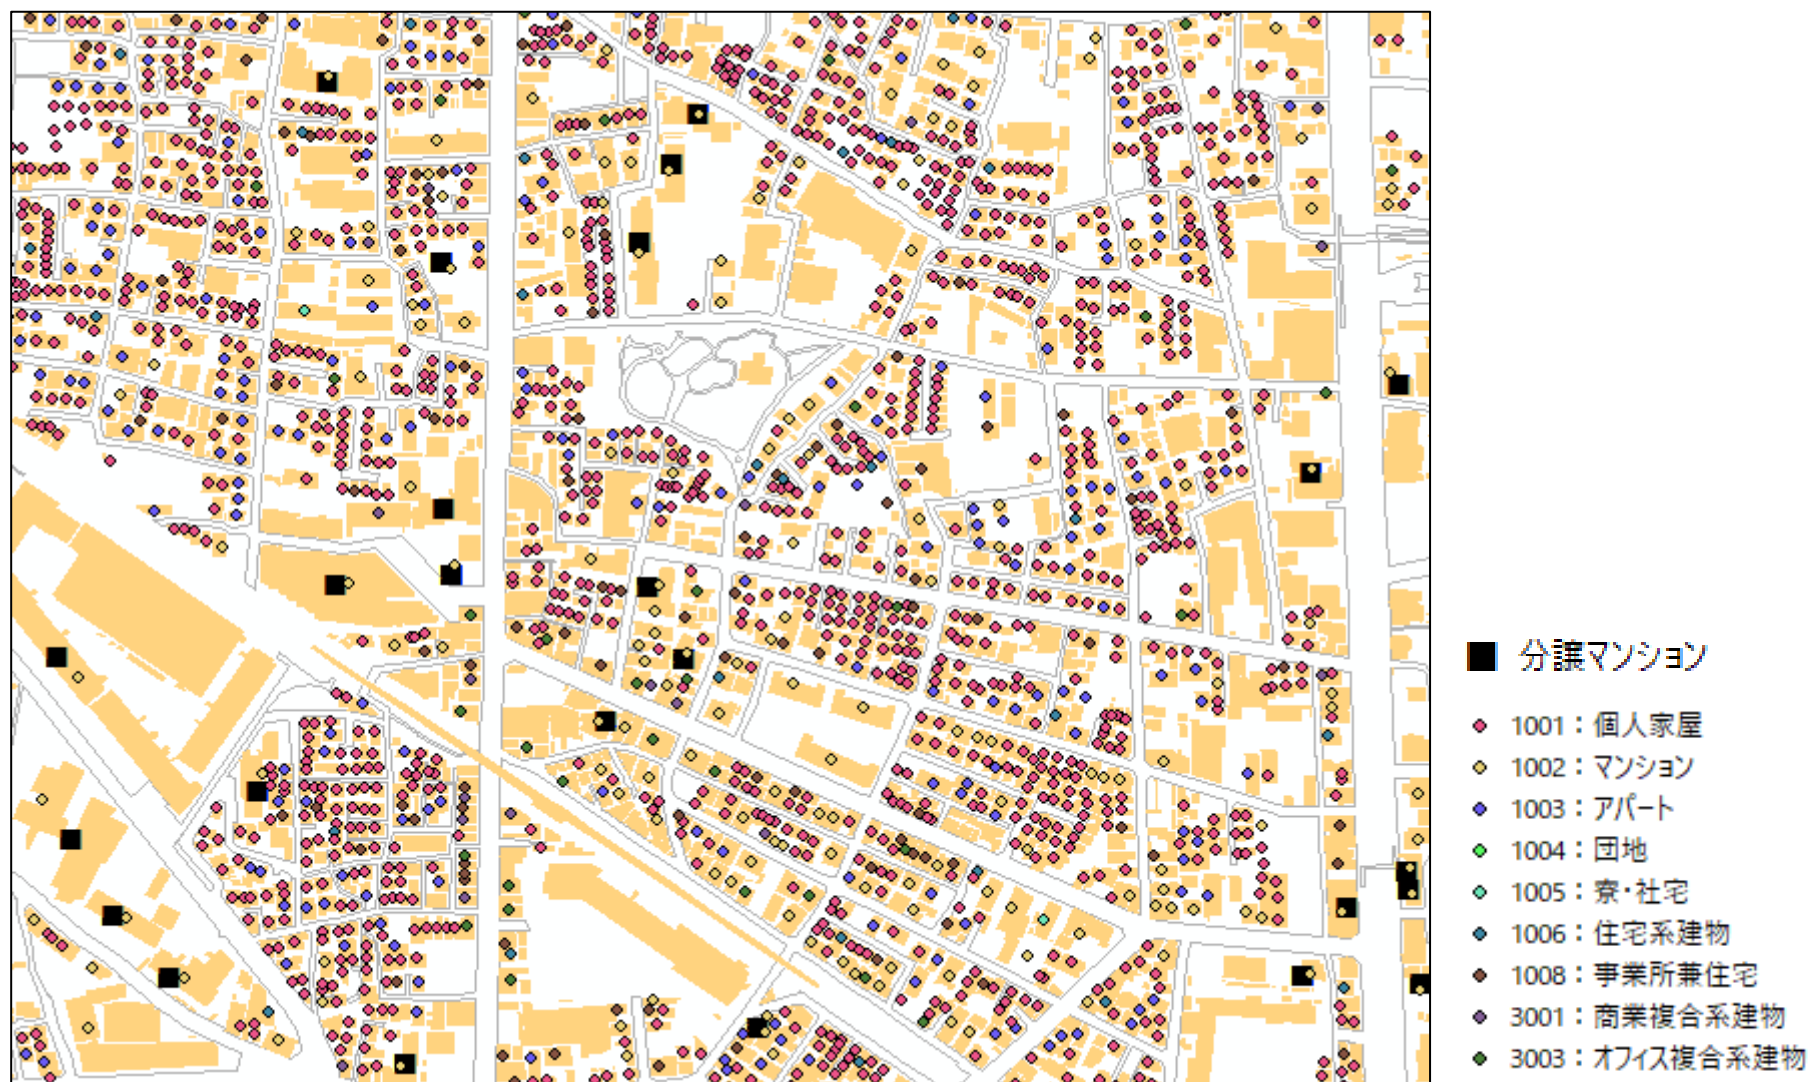 分譲マンション
1001：個人家屋
1002：マンション
1003：アパート
1004：団地
1005：寮・社宅
1006：住宅系建物
1008：事業所兼住宅
3001：商業複合系建物
3003：オフィス複合系建物